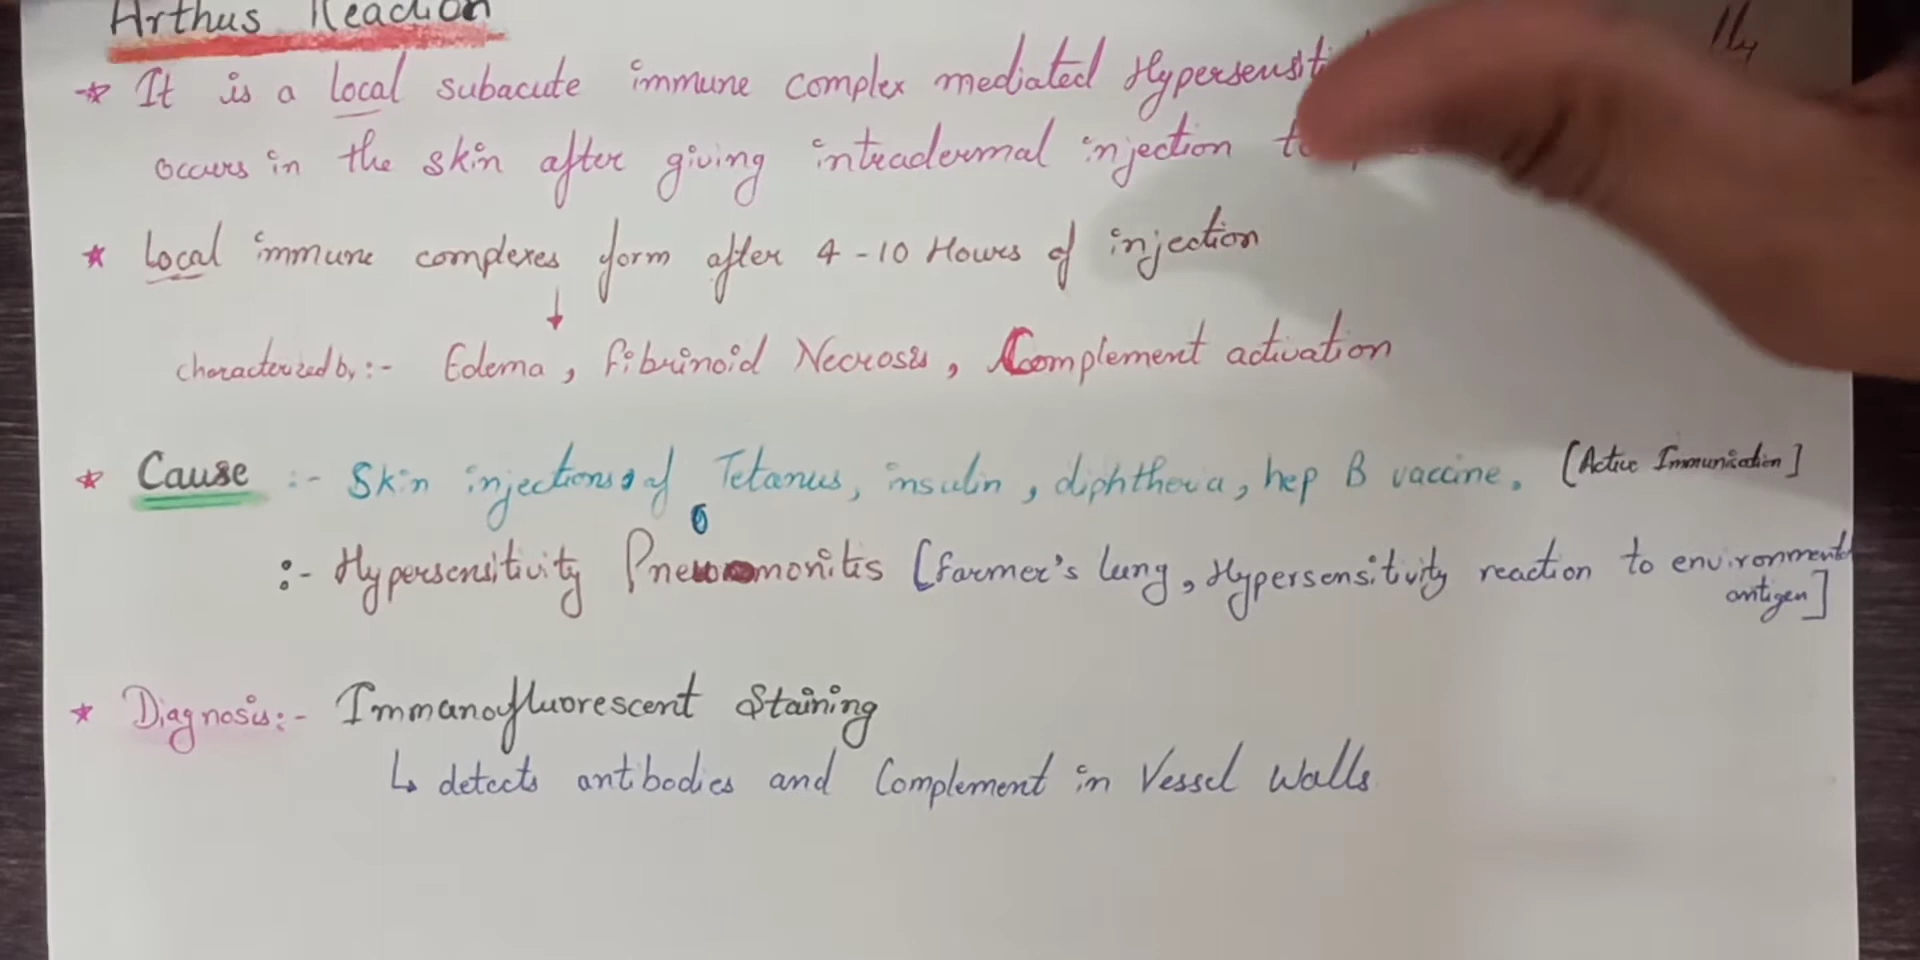 Arthus Reaction
It is a local subacute immune complex mediated Hypersensiti
occurs in the skin after giving intradermal injection
Local immune complexes form after 4-10 Hours of injection
characterized by :- Edema, fibrinoid Necrosis, Complement activation
Cause :- Skin injections of Tetanus, insulin, diphtheria, hep B vaccine. [Active Immunization]
:- Hypersensitivity Pneumonitis [farmer's lung, Hypersensitivity reaction to environmental
antigen]
Diagnosis:- Immunofluorescent Staining
↳ detects antibodies and Complement in Vessel Walls